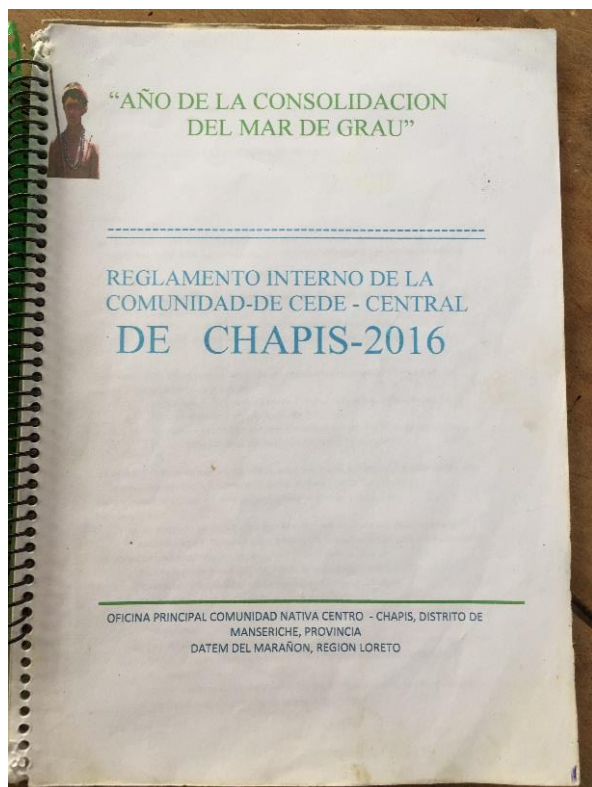 “AÑO DE LA CONSOLIDACION
DEL MAR DE GRAU”
REGLAMENTO INTERNO DE LA
COMUNIDAD-DE CEDE - CENTRAL
DE CHAPIS-2016
OFICINA PRINCIPAL COMUNIDAD NATIVA CENTRO - CHAPIS, DISTRITO DE
MANSERICHE, PROVINCIA
DATEM DEL MARAÑON, REGION LORETO